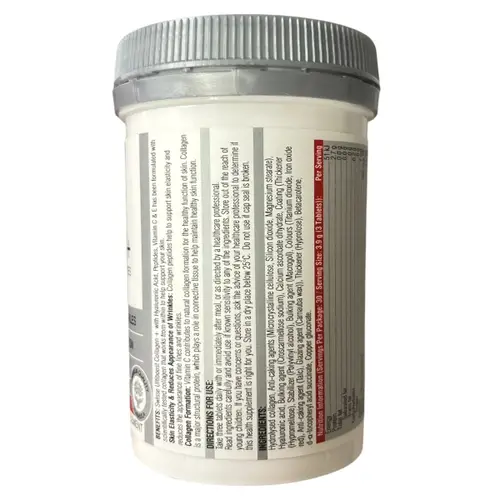 BENEFITS: Swisse Ultiboost Collagen + with Hyaluronic Acid, Peptides, Vitamin C & E has been formulated with
scientifically tested collagen that works from within to help support your skin.
Skin Elasticity & Reduces Appearance of Wrinkles: Collagen peptides help to support skin elasticity and
reduces the appearance of fine lines and wrinkles.
Collagen Formation: Vitamin C contributes to natural collagen formation for the healthy function of skin. Collagen
is a major structural protein, which plays a role in connective tissue to help maintain healthy skin function.
DIRECTIONS FOR USE:
Take three tablets daily with or immediately after meal, or as directed by a healthcare professional.
Read ingredients carefully and avoid use if known sensitivity to any of the ingredients. Store out of the reach of
young children. If you have concerns or questions, ask the advice of your healthcare professional to determine if
this health supplement is right for you. Store in a dry place below 25°C. Do not use if cap seal is broken.
INGREDIENTS:
Hydrolysed collagen, Anti-caking agents (Microcrystalline cellulose, Silicon dioxide, Magnesium stearate),
Hyaluronic acid, Bulking agent (Croscarmellose sodium), Calcium ascorbate dihydrate, Coating (Thickener
(Hypromellose), Stabilizer (Polyvinyl alcohol), Bulking agent (Macrogol), Colours (Titanium dioxide, Iron oxide
red), Anti-caking agent (Talc), Glazing agent (Carnauba wax)), Thickener (Hyprolose), Betacarotene,
d-α-tocopheryl acid succinate, Copper gluconate.
Nutrition Information (Servings Per Package: 30 / Serving Size: 3.9 g (3 Tablets)):
Per Serving